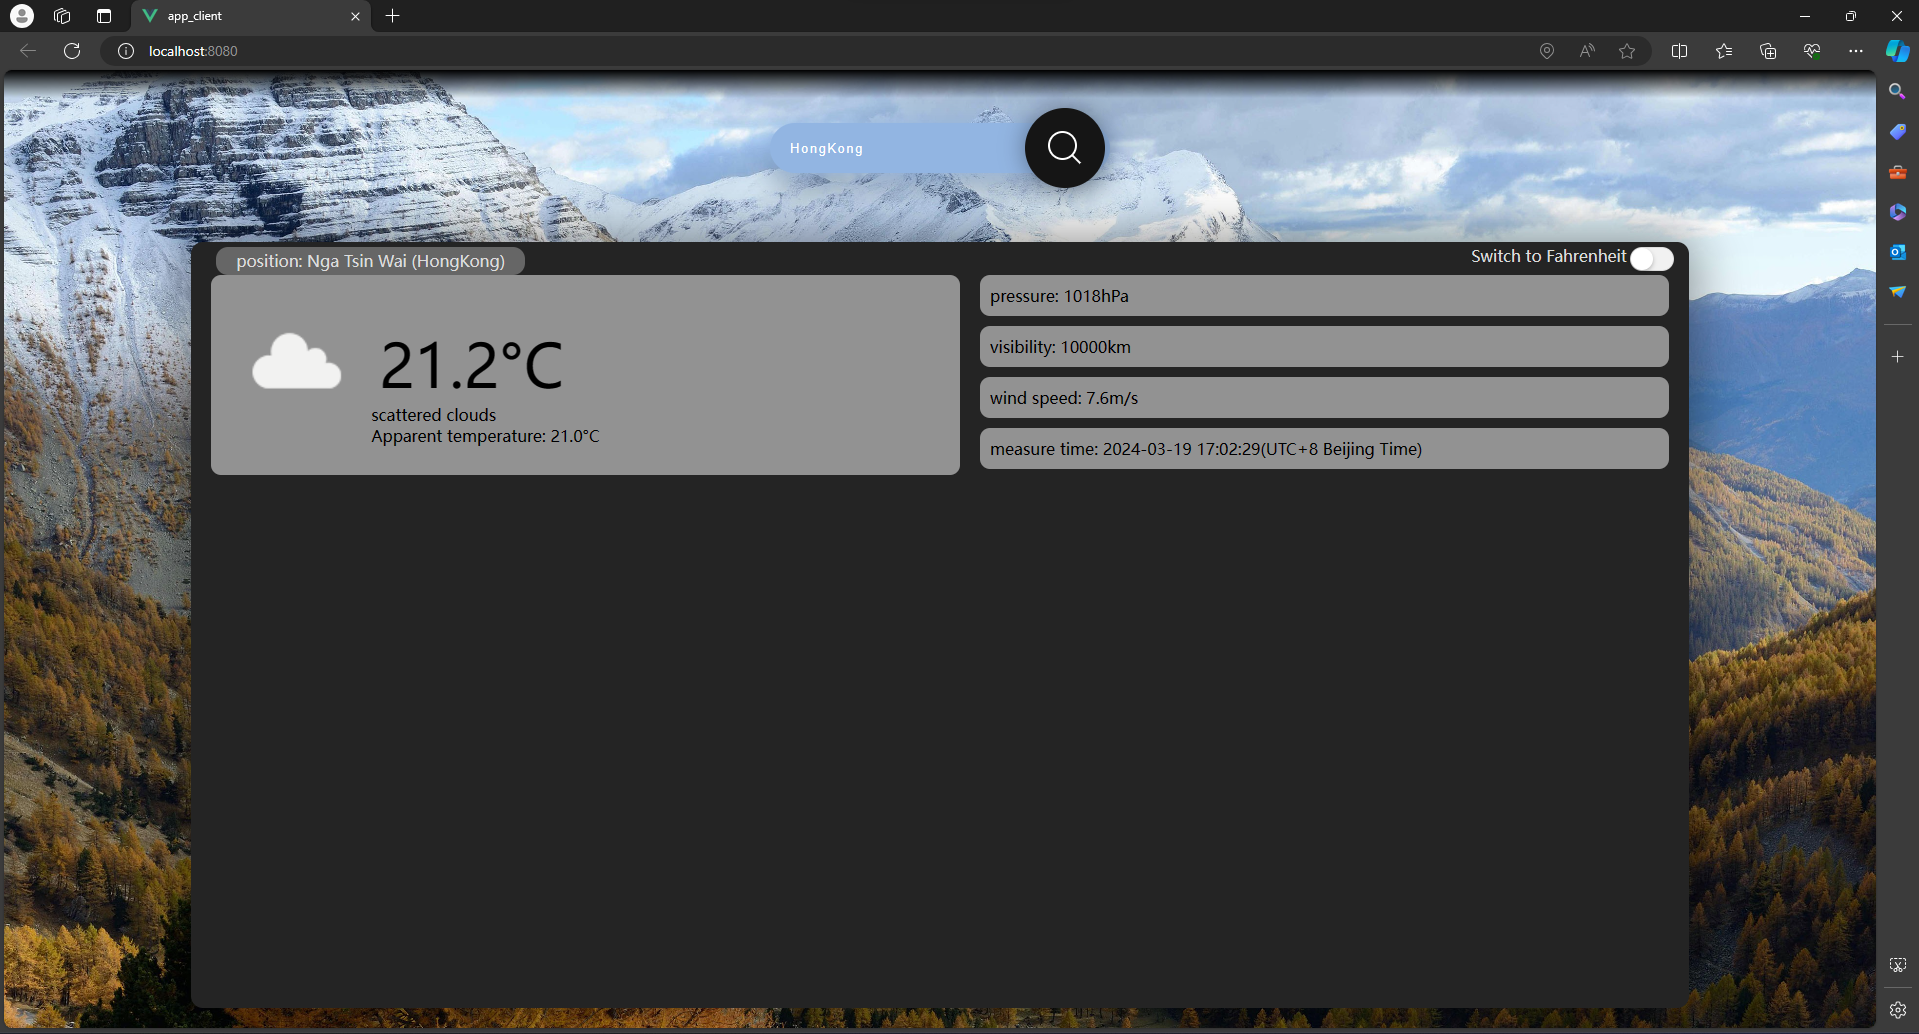 app_client
localhost:8080
HongKong
position: Nga Tsin Wai (HongKong)
Switch to Fahrenheit
21.2°C
scattered clouds
Apparent temperature: 21.0°C
pressure: 1018hPa
visibility: 10000km
wind speed: 7.6m/s
measure time: 2024-03-19 17:02:29(UTC+8 Beijing Time)